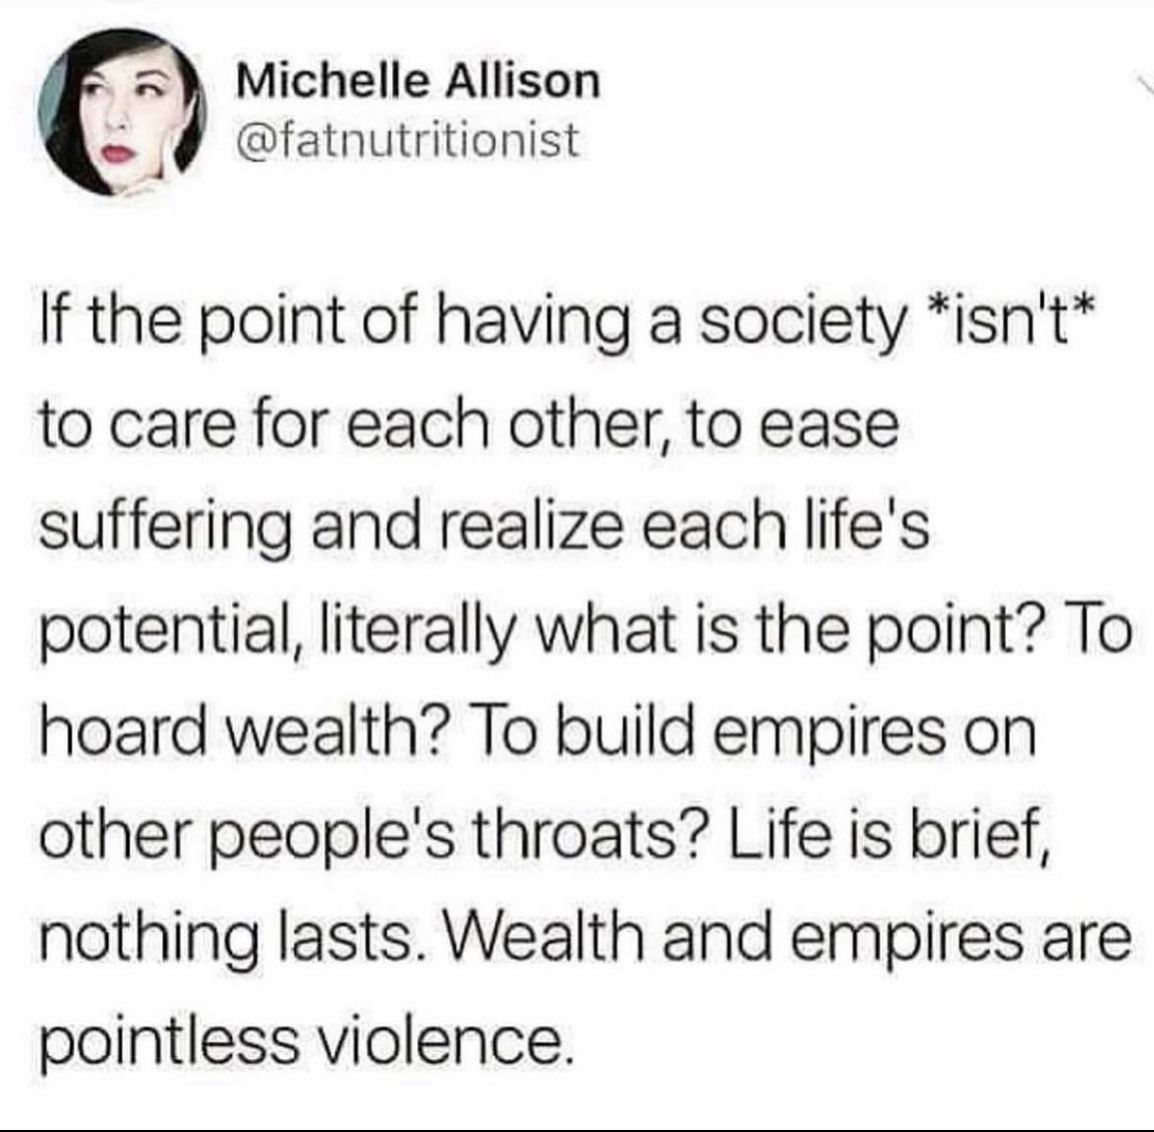 Michelle Allison
@fatnutritionist
If the point of having a society *isn't*
to care for each other, to ease
suffering and realize each life's
potential, literally what is the point? To
hoard wealth? To build empires on
other people's throats? Life is brief,
nothing lasts. Wealth and empires are
pointless violence.